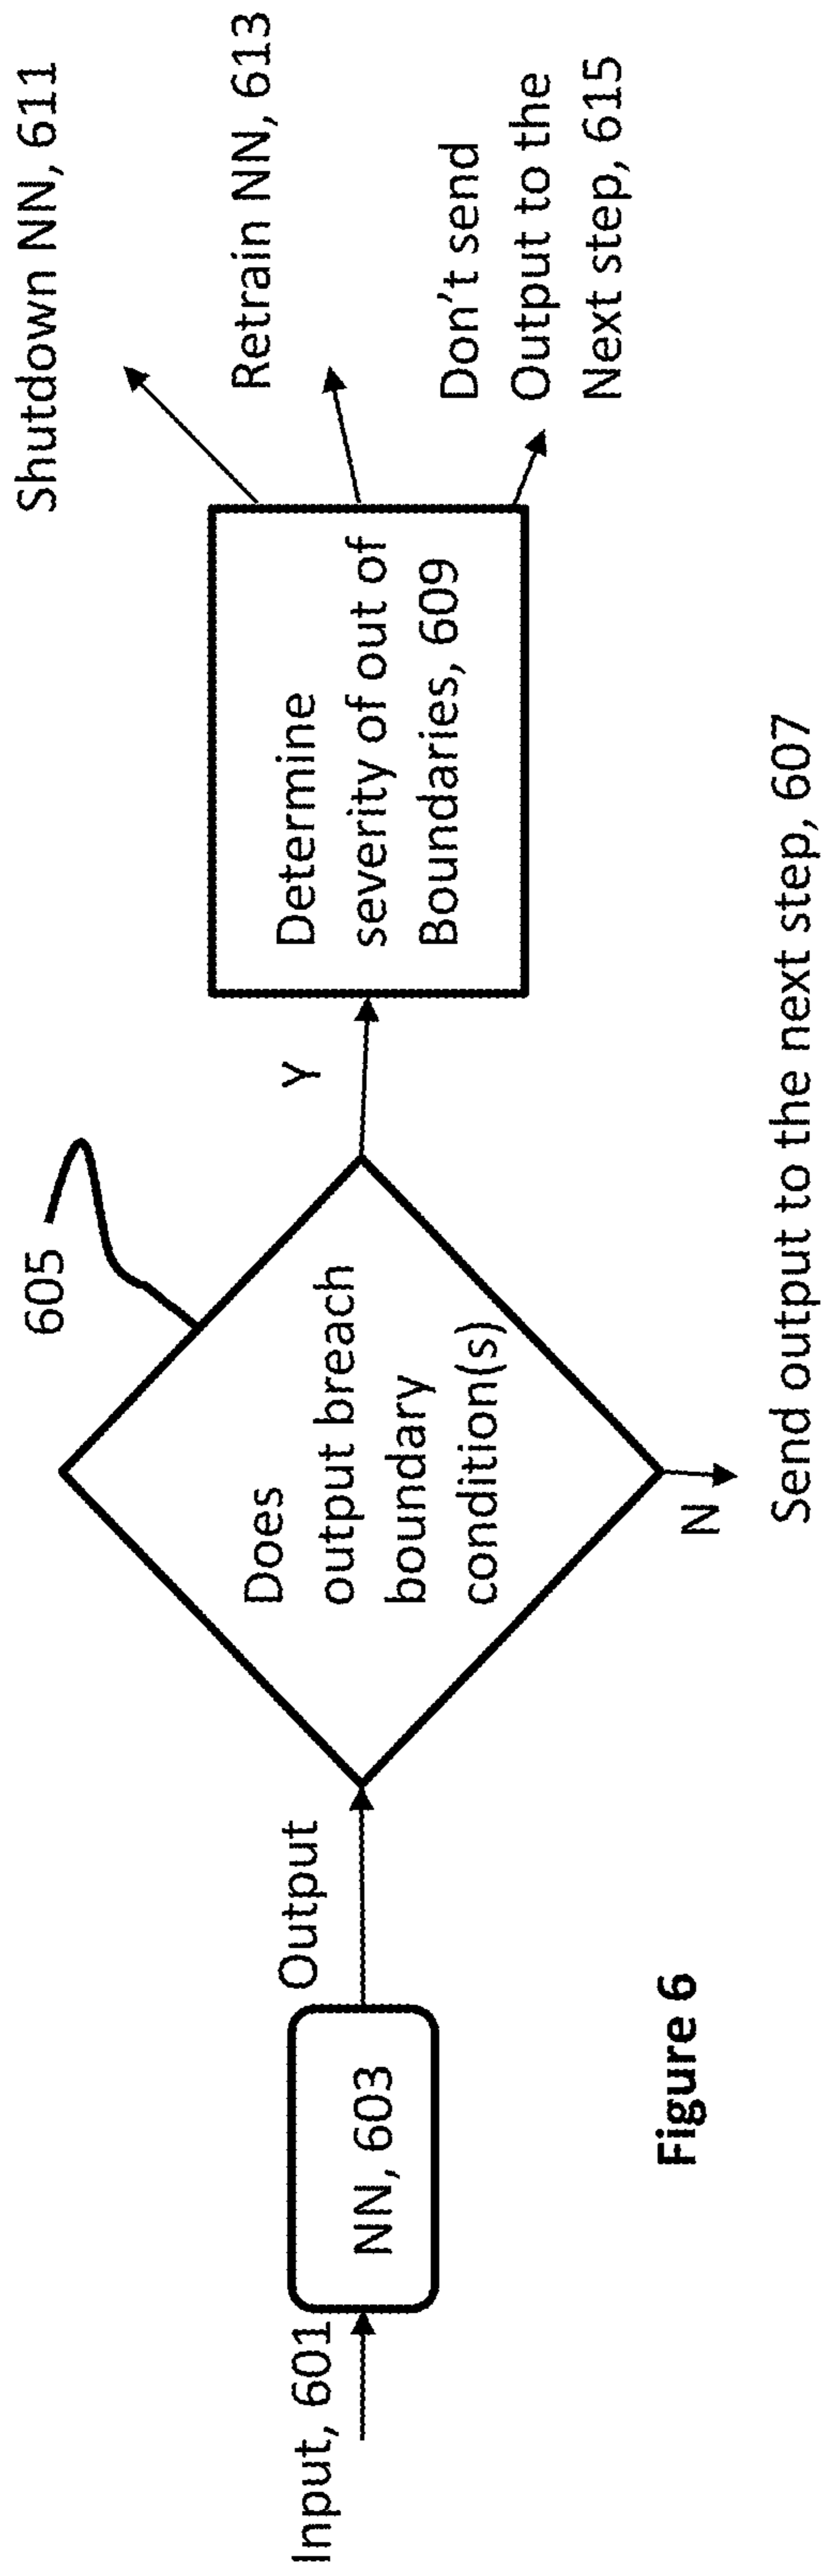 Input, 601
NN, 603
Output
605
Does
output breach
boundary
condition(s)
Y
N
Send output to the next step, 607
Determine
severity of out of
Boundaries, 609
Shutdown NN, 611
Retrain NN, 613
Don't send
Output to the
Next step, 615
Figure 6